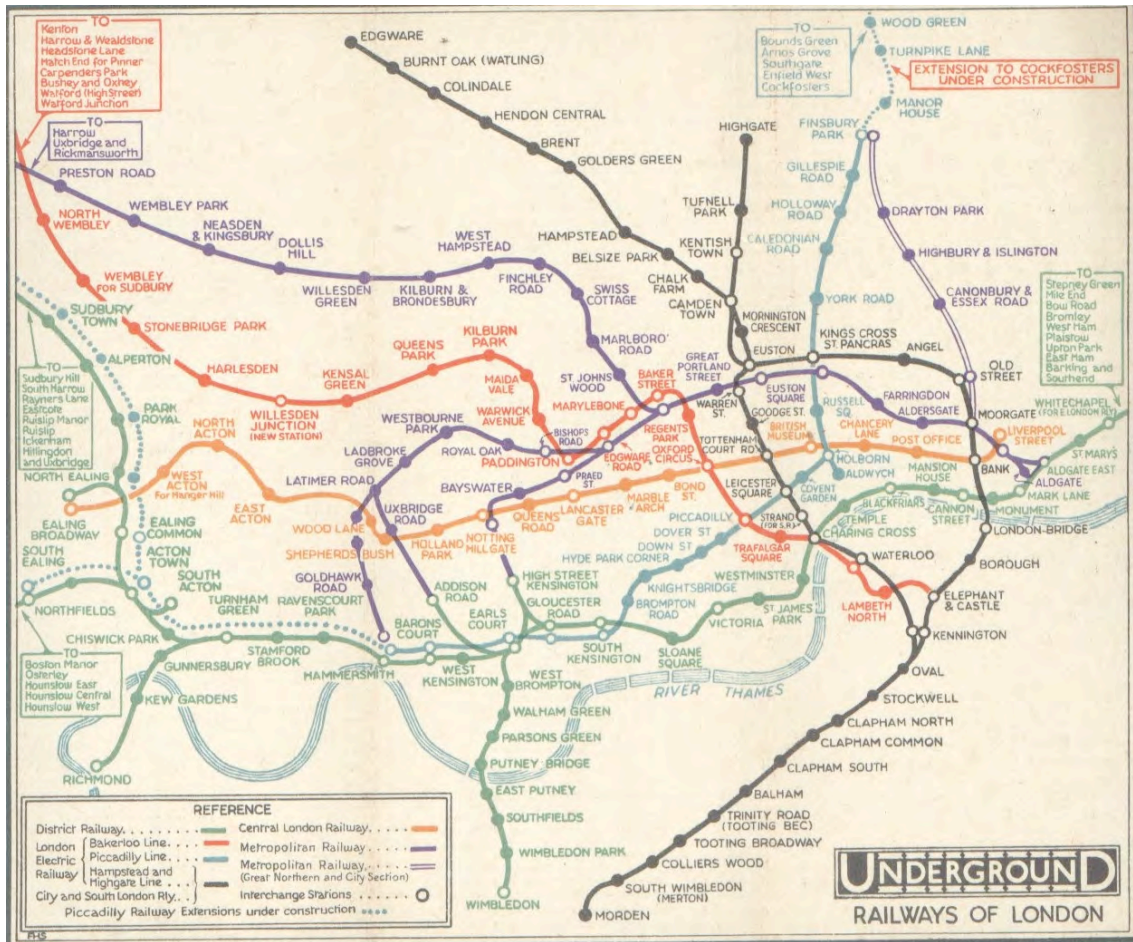 TO
Kenton
Harrow & Wealdstone
Headstone Lane
Hatch End for Pinner
Carpenders Park
Bushey and Oxhey
Watford (High Street)
Watford Junction
TO
Harrow
Uxbridge and
Rickmansworth
PRESTON ROAD
WEMBLEY PARK
NEASDEN
& KINGSBURY
DOLLIS
HILL
WILLESDEN
GREEN
KILBURN &
BRONDESBURY
WEST
HAMPSTEAD
FINCHLEY
ROAD
SWISS
COTTAGE
MARLBORO'
ROAD
ST JOHNS
WOOD
EDGWARE
BURNT OAK (WATLING)
COLINDALE
HENDON CENTRAL
BRENT
GOLDERS GREEN
HAMPSTEAD
BELSIZE PARK
CHALK
FARM
CAMDEN
TOWN
HIGHGATE
TUFNELL
PARK
KENTISH
TOWN
MORNINGTON
CRESCENT
EUSTON
TO
Bounds Green
Arnos Grove
Southgate
Enfield West
Cockfosters
WOOD GREEN
TURNPIKE LANE
EXTENSION TO COCKFOSTERS
UNDER CONSTRUCTION
MANOR
HOUSE
FINSBURY
PARK
GILLESPIE
ROAD
HOLLOWAY
ROAD
CALEDONIAN
ROAD
YORK ROAD
KINGS CROSS
ST. PANCRAS
DRAYTON PARK
HIGHBURY & ISLINGTON
CANONBURY &
ESSEX ROAD
ANGEL
OLD
STREET
MOORGATE
TO
Stepney Green
Mile End
Bow Road
Bromley
West Ham
Plaistow
Upton Park
East Ham
Barking and
Southend
WHITECHAPEL
(FOR E.LONDON RLY)
ST MARYS
ALDGATE EAST
ALDGATE
LIVERPOOL
STREET
BANK
MARK LANE
MONUMENT
CANNON
STREET
MANSION
HOUSE
BLACKFRIARS
TEMPLE
CHARING CROSS
NORTH
WEMBLEY
WEMBLEY
FOR SUDBURY
STONEBRIDGE PARK
HARLESDEN
WILLESDEN
JUNCTION
(NEW STATION)
KENSAL
GREEN
QUEENS
PARK
KILBURN
PARK
MAIDA
VALE
WARWICK
AVENUE
PADDINGTON
EDGWARE
ROAD
MARYLEBONE
BAKER
STREET
REGENTS
PARK
OXFORD
CIRCUS
GREAT
PORTLAND
STREET
EUSTON
SQUARE
FARRINGDON
ALDERSGATE
WARREN
ST.
GOODGE ST.
TOTTENHAM
COURT RD
LEICESTER
SQUARE
STRAND
(FOR S.R)
RUSSELL
SQ.
BRITISH
MUSEUM
CHANCERY
LANE
POST OFFICE
HOLBORN
ALDWYCH
COVENT
GARDEN
SUDBURY
TOWN
ALPERTON
PARK
ROYAL
TO
Sudbury Hill
South Harrow
Rayners Lane
Eastcote
Ruislip Manor
Ruislip
Ickenham
Hillingdon
and Uxbridge
NORTH EALING
EALING
BROADWAY
EALING
COMMON
WEST
ACTON
For Hanger Hill
NORTH
ACTON
EAST
ACTON
WOOD LANE
SHEPHERDS BUSH
HOLLAND
PARK
NOTTING
HILL GATE
QUEENS
ROAD
LANCASTER
GATE
MARBLE
ARCH
BOND
ST.
WESTBOURNE
PARK
ROYAL OAK
BISHOPS
ROAD
PRAED
ST.
BAYSWATER
LADBROKE
GROVE
LATIMER ROAD
UXBRIDGE
ROAD
GOLDHAWK
ROAD
ADDISON
ROAD
HIGH STREET
KENSINGTON
SOUTH
EALING
NORTHFIELDS
ACTON
TOWN
SOUTH
ACTON
CHISWICK PARK
TURNHAM
GREEN
GUNNERSBURY
KEW GARDENS
RICHMOND
TO
Boston Manor
Osterley
Hounslow East
Hounslow Central
Hounslow West
STAMFORD
BROOK
RAVENSCOURT
PARK
HAMMERSMITH
BARONS
COURT
WEST
KENSINGTON
EARLS
COURT
GLOUCESTER
ROAD
SOUTH
KENSINGTON
SLOANE
SQUARE
VICTORIA
ST. JAMES
PARK
WESTMINSTER
PICCADILLY
DOVER ST
DOWN ST
HYDE PARK CORNER
KNIGHTSBRIDGE
BROMPTON
ROAD
TRAFALGAR
SQUARE
WATERLOO
LAMBETH
NORTH
LONDON BRIDGE
BOROUGH
ELEPHANT
& CASTLE
KENNINGTON
OVAL
STOCKWELL
CLAPHAM NORTH
CLAPHAM COMMON
CLAPHAM SOUTH
BALHAM
TRINITY ROAD
(TOOTING BEC)
TOOTING BROADWAY
COLLIERS WOOD
SOUTH WIMBLEDON
(MERTON)
MORDEN
RIVER THAMES
WEST
BROMPTON
WALHAM GREEN
PARSONS GREEN
PUTNEY BRIDGE
EAST PUTNEY
SOUTHFIELDS
WIMBLEDON PARK
WIMBLEDON
REFERENCE
District Railway
London Electric Railway
Bakerloo Line
Piccadilly Line
Hampstead and
Highgate Line
City and South London Rly.
Central London Railway
Metropolitan Railway
Metropolitan Railway
(Great Northern and City Section)
Interchange Stations
Piccadilly Railway Extensions under construction
FHS
UNDERGROUND
RAILWAYS OF LONDON